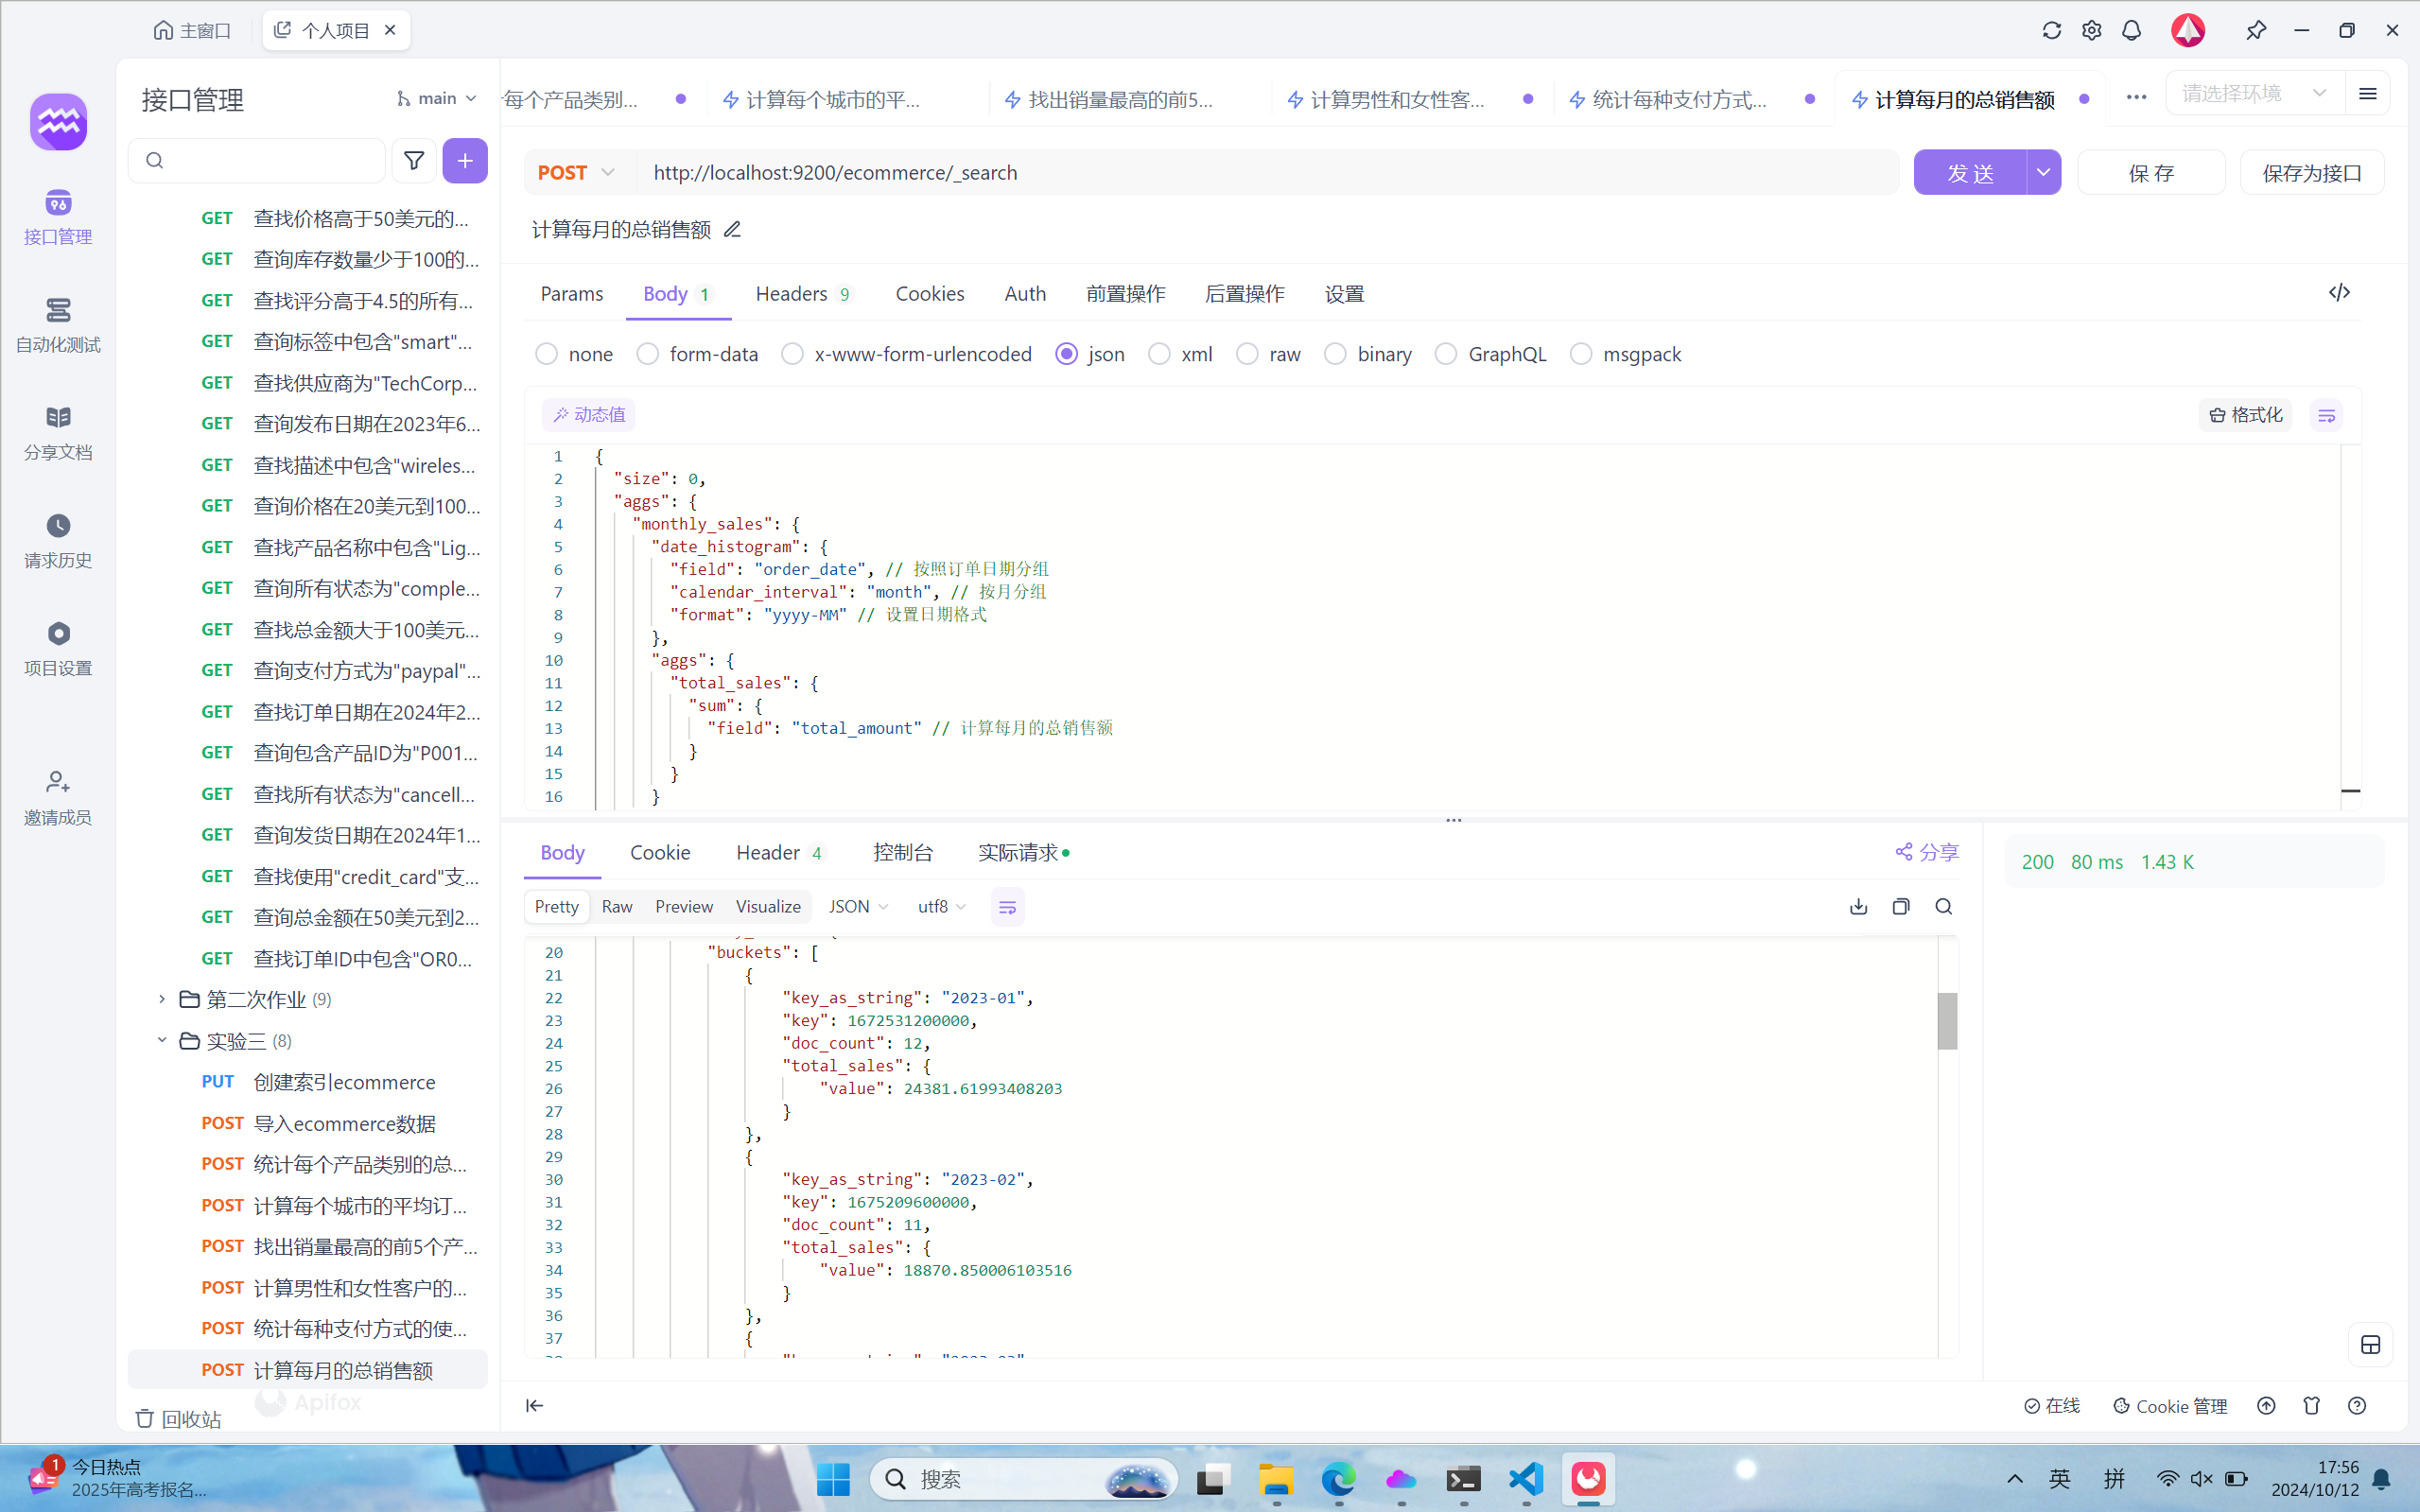 主窗口
个人项目
接口管理
main
每个产品类别...
计算每个城市的平...
找出销量最高的前5...
计算男性和女性客...
统计每种支付方式...
计算每月的总销售额
请选择环境
POST
http://localhost:9200/ecommerce/_search
发 送
保 存
保存为接口
计算每月的总销售额
接口管理
自动化测试
分享文档
请求历史
项目设置
邀请成员
GET 查找价格高于50美元的...
GET 查询库存数量少于100的...
GET 查找评分高于4.5的所有...
GET 查询标签中包含"smart"...
GET 查找供应商为"TechCorp...
GET 查询发布日期在2023年6...
GET 查找描述中包含"wireles...
GET 查询价格在20美元到100...
GET 查找产品名称中包含"Lig...
GET 查询所有状态为"comple...
GET 查找总金额大于100美元...
GET 查询支付方式为"paypal"...
GET 查找订单日期在2024年2...
GET 查询包含产品ID为"P001...
GET 查找所有状态为"cancell...
GET 查询发货日期在2024年1...
GET 查找使用"credit_card"支...
GET 查询总金额在50美元到2...
GET 查找订单ID中包含"OR0...
第二次作业 (9)
实验三 (8)
PUT 创建索引ecommerce
POST 导入ecommerce数据
POST 统计每个产品类别的总...
POST 计算每个城市的平均订...
POST 找出销量最高的前5个产...
POST 计算男性和女性客户的...
POST 统计每种支付方式的使...
POST 计算每月的总销售额
Apifox
回收站
Params
Body 1
Headers 9
Cookies
Auth
前置操作
后置操作
设置
none
form-data
x-www-form-urlencoded
json
xml
raw
binary
GraphQL
msgpack
动态值
格式化
1 {
2 "size": 0,
3 "aggs": {
4 "monthly_sales": {
5 "date_histogram": {
6 "field": "order_date", // 按照订单日期分组
7 "calendar_interval": "month", // 按月分组
8 "format": "yyyy-MM" // 设置日期格式
9 },
10 "aggs": {
11 "total_sales": {
12 "sum": {
13 "field": "total_amount" // 计算每月的总销售额
14 }
15 }
16 }
Body
Cookie
Header 4
控制台
实际请求
分享
200 80 ms 1.43 K
Pretty
Raw
Preview
Visualize
JSON
utf8
20 "buckets": [
21 {
22 "key_as_string": "2023-01",
23 "key": 1672531200000,
24 "doc_count": 12,
25 "total_sales": {
26 "value": 24381.61993408203
27 }
28 },
29 {
30 "key_as_string": "2023-02",
31 "key": 1675209600000,
32 "doc_count": 11,
33 "total_sales": {
34 "value": 18870.850006103516
35 }
36 },
37 {
在线
Cookie 管理
1
今日热点
2025年高考报名...
搜索
英
拼
17:56
2024/10/12